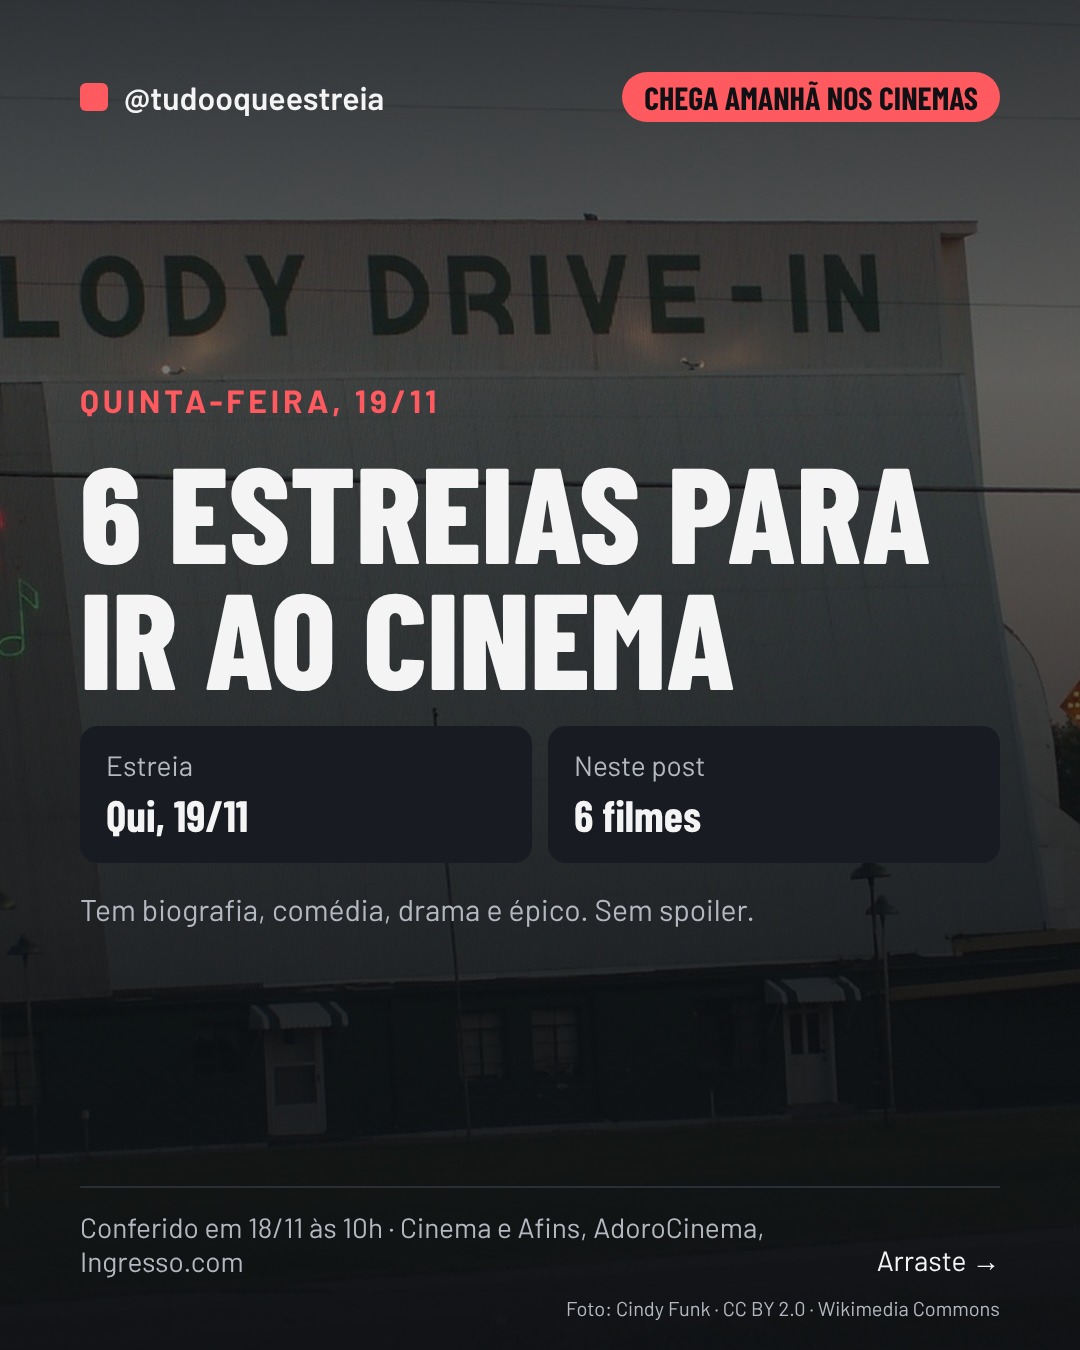 @tudooqueestreia
CHEGA AMANHÃ NOS CINEMAS
LODY DRIVE-IN
QUINTA-FEIRA, 19/11
6 ESTREIAS PARA
IR AO CINEMA
Estreia
Qui, 19/11
Neste post
6 filmes
Tem biografia, comédia, drama e épico. Sem spoiler.
Conferido em 18/11 às 10h · Cinema e Afins, AdoroCinema,
Ingresso.com
Arraste →
Foto: Cindy Funk · CC BY 2.0 · Wikimedia Commons